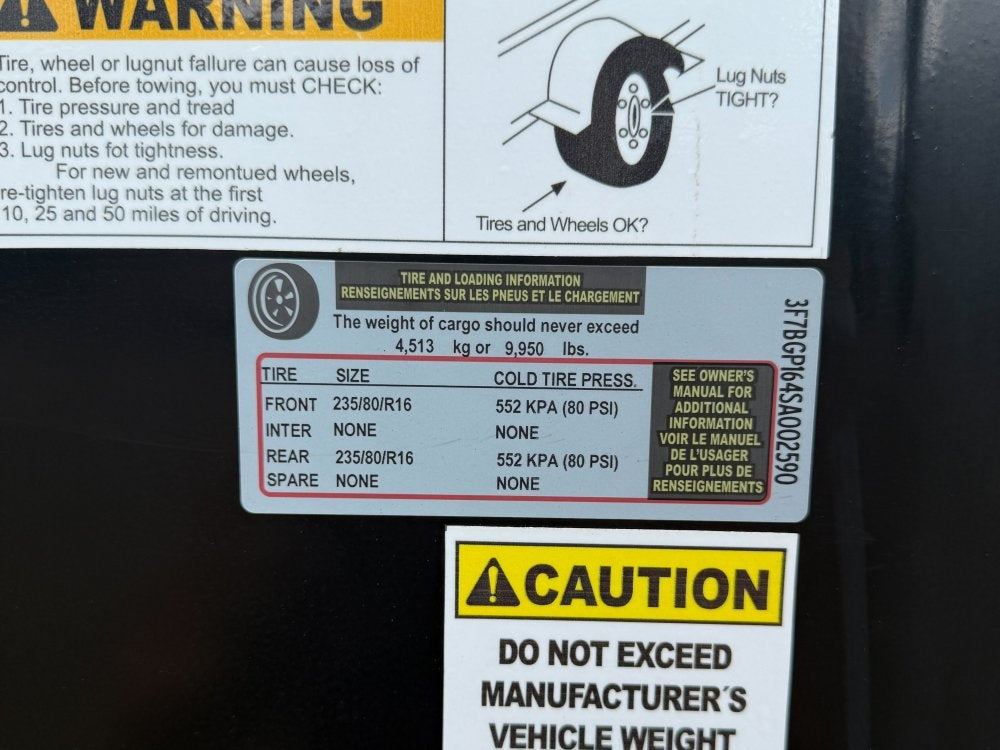 WARNING
Tire, wheel or lugnut fallure can cause loss of
control. Before towing, you must CHECK:
1. Tire pressure and tread
2. Tires and wheels for damage.
3. Lug nuts fot tightness.
For new and remontued wheels,
re-tighten lug nuts at the first
10, 25 and 50 miles of driving.
Lug Nuts
TIGHT?
Tires and Wheels OK?
TIRE AND LOADING INFORMATION
RENSEIGNEMENTS SUR LES PNEUS ET LE CHARGEMENT
The weight of cargo should never exceed
4,513 kg or 9,950 lbs.
TIRE SIZE COLD TIRE PRESS.
FRONT 235/80/R16 552 KPA (80 PSI)
INTER NONE NONE
REAR 235/80/R16 552 KPA (80 PSI)
SPARE NONE NONE
SEE OWNER'S
MANUAL FOR
ADDITIONAL
INFORMATION
VOIR LE MANUEL
DE L'USAGER
POUR PLUS DE
RENSEIGNEMENTS
3F7BGP164SA002590
CAUTION
DO NOT EXCEED
MANUFACTURER´S
VEHICLE WEIGHT